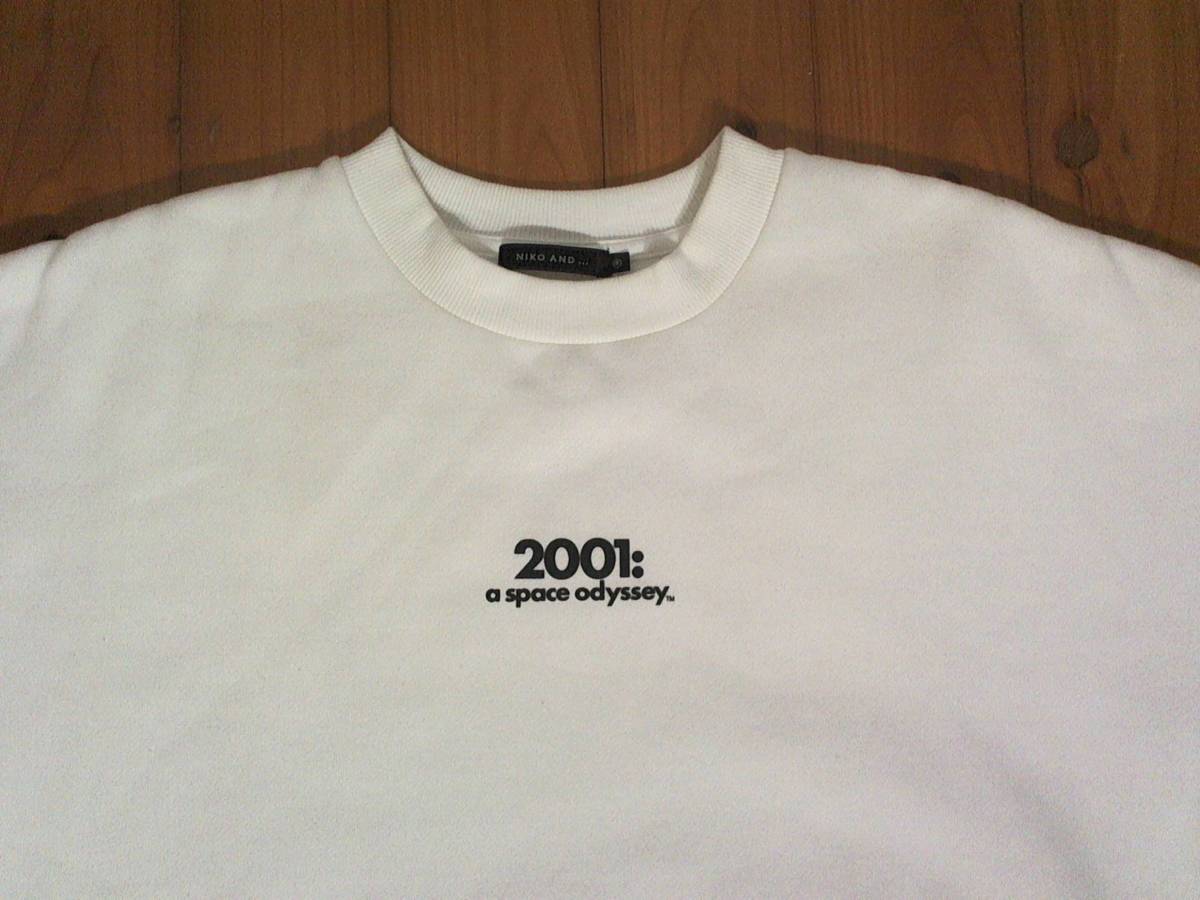 NIKO AND ...
2001:
a space odyssey™